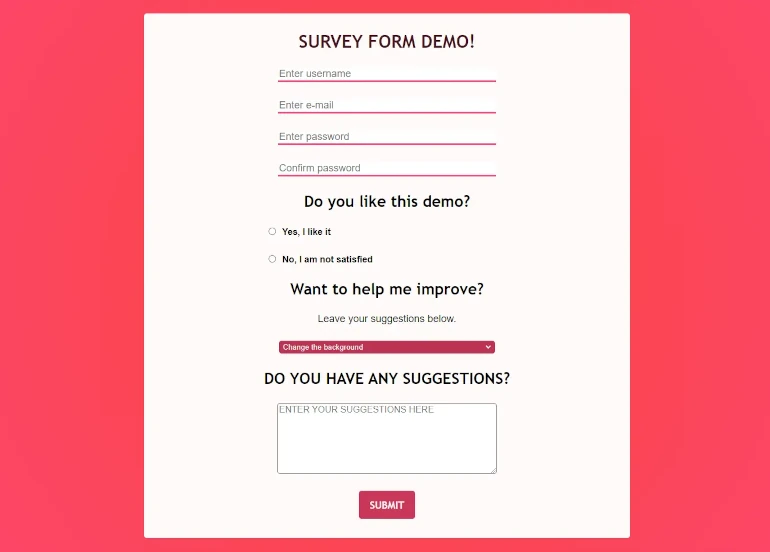 SURVEY FORM DEMO!
Enter username
Enter e-mail
Enter password
Confirm password
Do you like this demo?
Yes, I like it
No, I am not satisfied
Want to help me improve?
Leave your suggestions below.
Change the background
DO YOU HAVE ANY SUGGESTIONS?
ENTER YOUR SUGGESTIONS HERE
SUBMIT